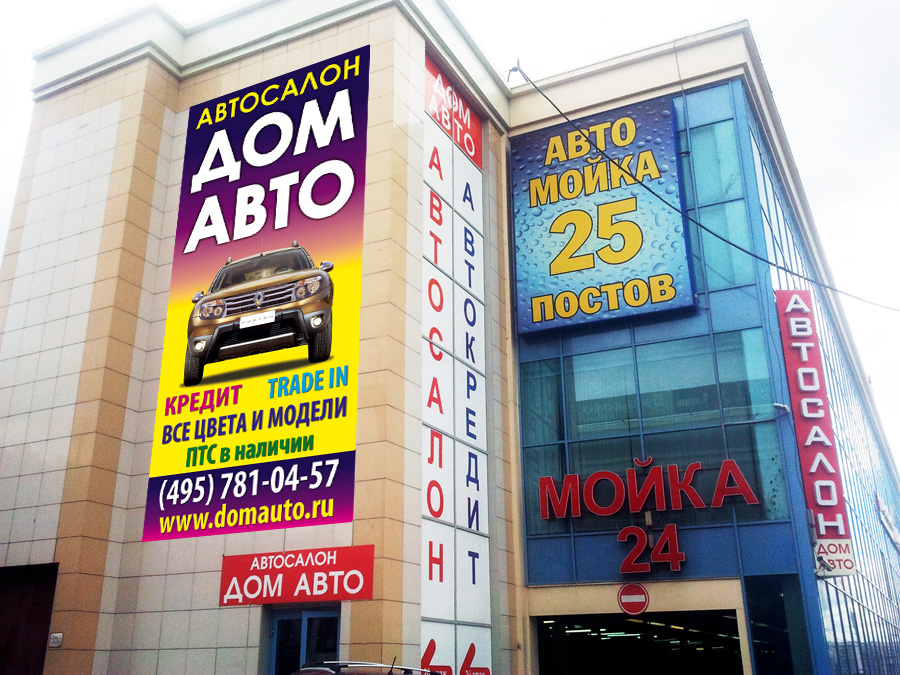 АВТОСАЛОН
ДОМ
АВТО
КРЕДИТ TRADE IN
ВСЕ ЦВЕТА И МОДЕЛИ
ПТС в наличии
(495) 781-04-57
www.domauto.ru
АВТОСАЛОН
ДОМ АВТО
ДОМ
АВТО
АВТОСАЛОН
АВТОКРЕДИТ
АВТО
МОЙКА
25
ПОСТОВ
МОЙКА
24
АВТОСАЛОН
ДОМ
АВТО